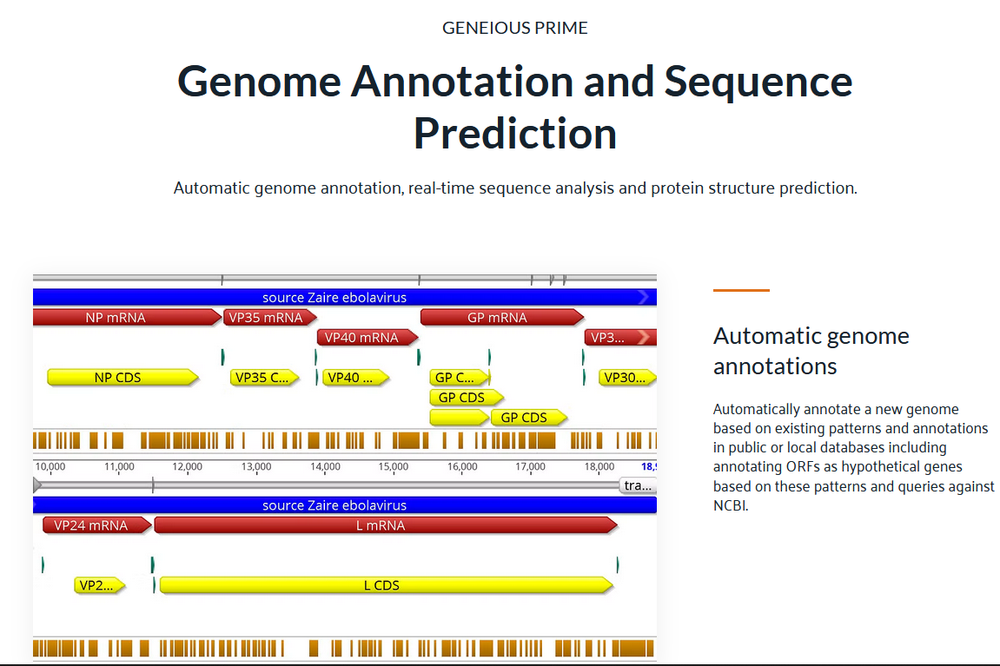 GENEIOUS PRIME
Genome Annotation and Sequence
Prediction
Automatic genome annotation, real-time sequence analysis and protein structure prediction.
source Zaire ebolavirus
NP mRNA VP35 mRNA GP mRNA
VP40 mRNA VP3...
NP CDS VP35 C... VP40 ... GP C... VP30...
GP CDS
GP CDS
10,000 11,000 12,000 13,000 14,000 15,000 16,000 17,000 18,000 18,9
tra...
source Zaire ebolavirus
VP24 mRNA L mRNA
VP2... L CDS
Automatic genome
annotations
Automatically annotate a new genome
based on existing patterns and annotations
in public or local databases including
annotating ORFs as hypothetical genes
based on these patterns and queries against
NCBI.